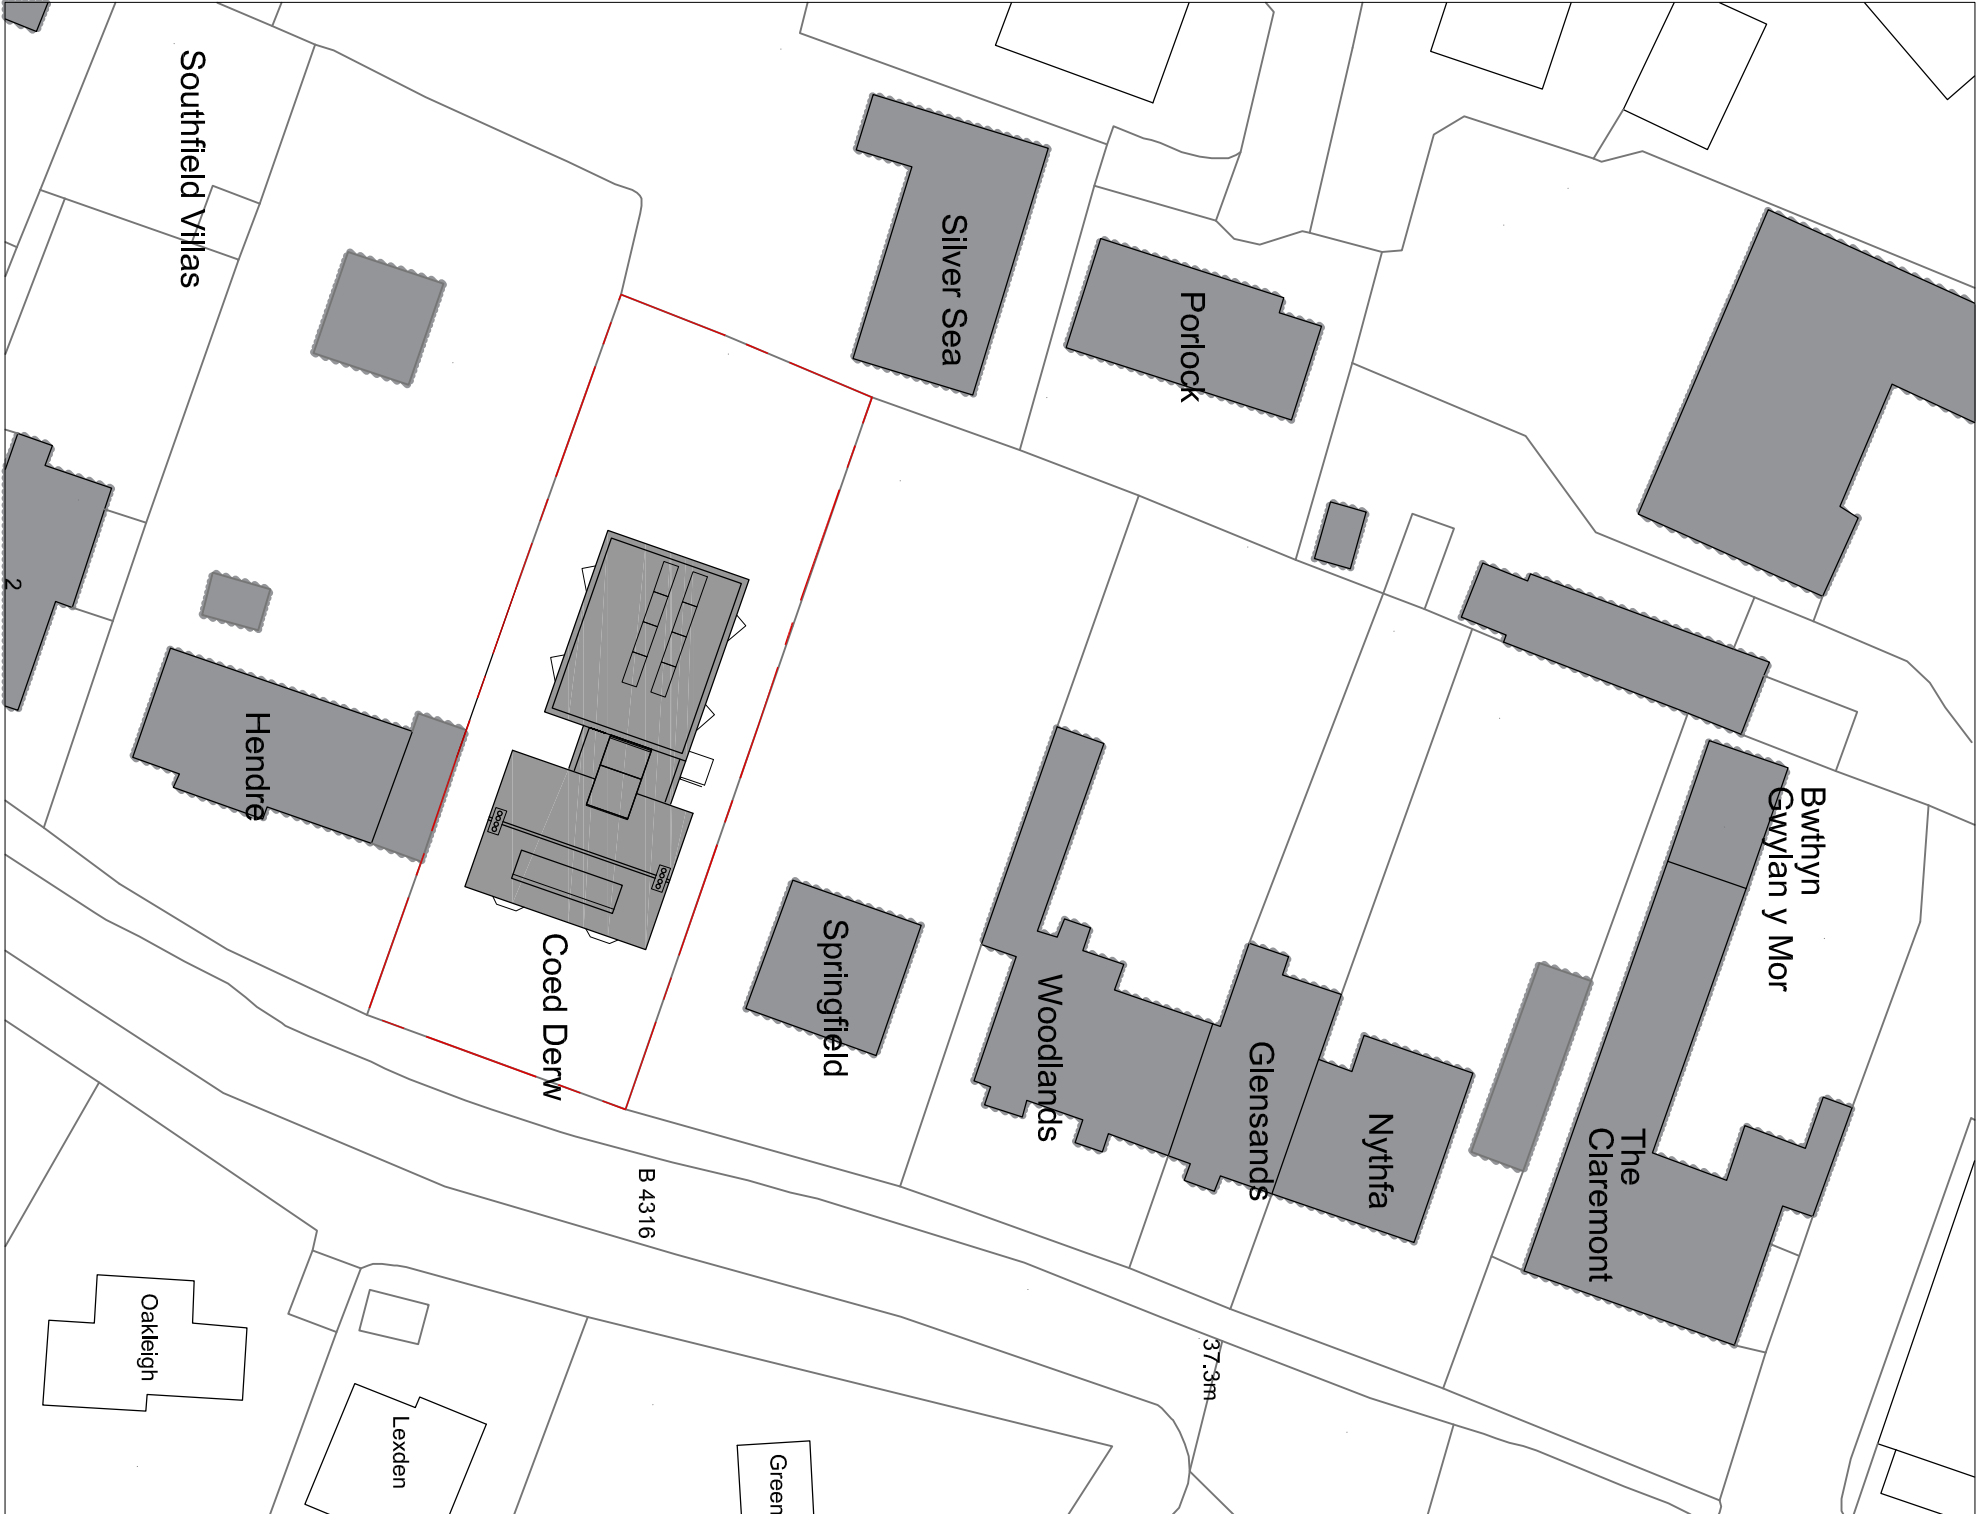 Southfield Villas
Silver Sea
Porlock
2
Hendre
Bwthyn
Gwylan y Mor
Coed Derw
Springfield
Woodlands
Glensands
Nythfa
The
Claremont
B 4316
37.3m
Oakleigh
Lexden
Green